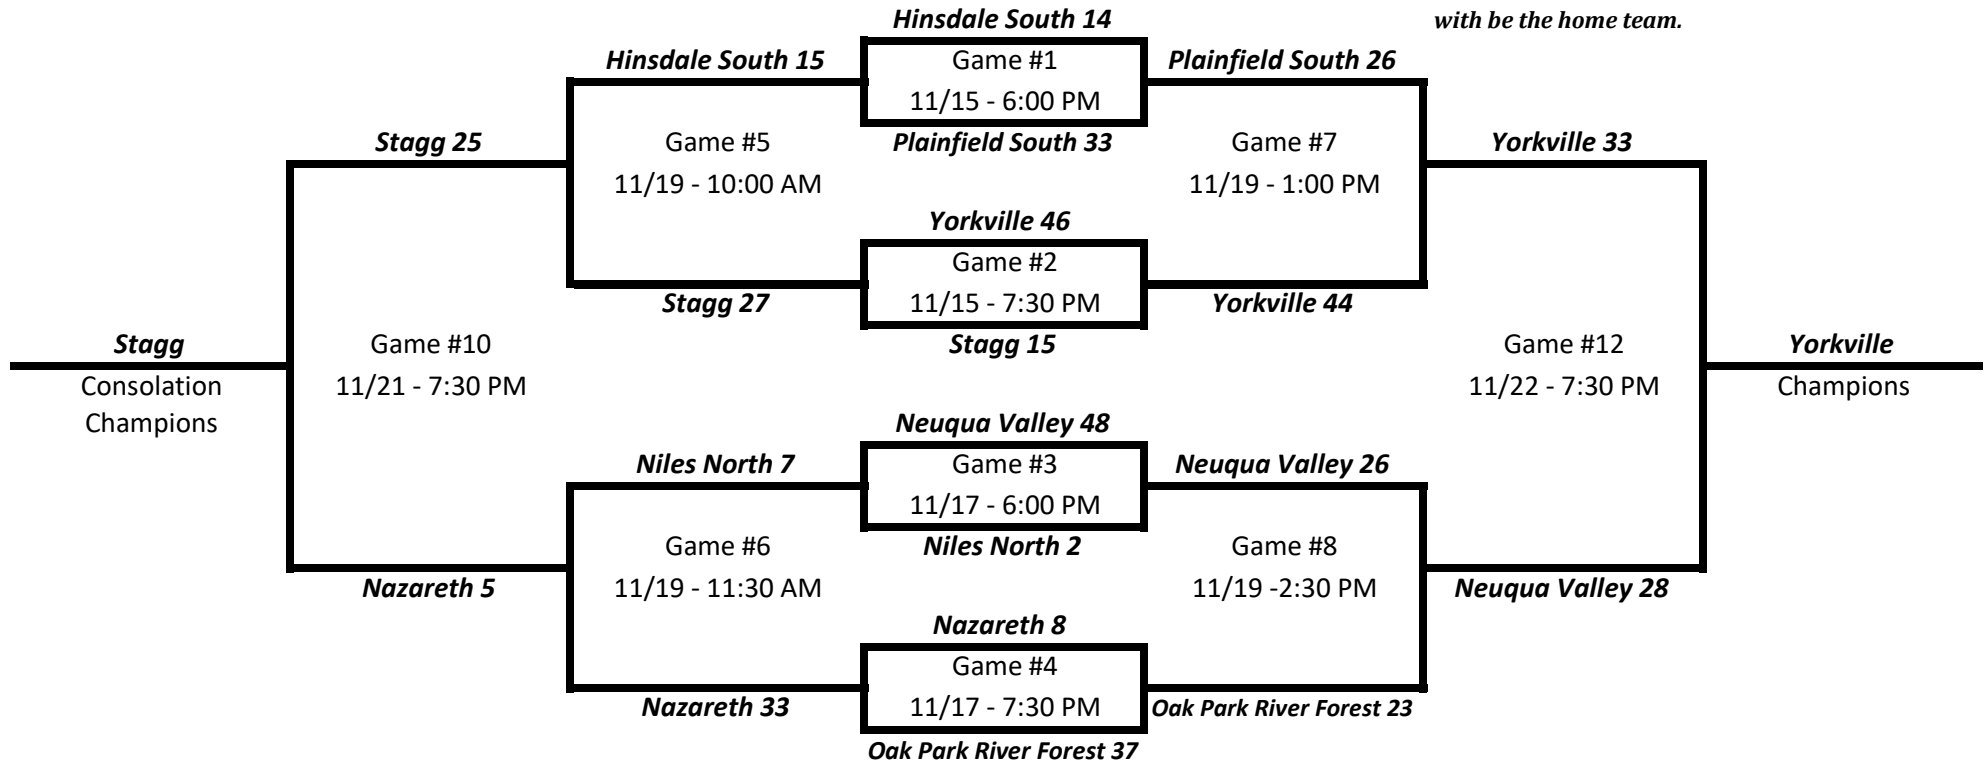 Hinsdale South 14
with be the home team.
Hinsdale South 15
Game #1
Plainfield South 26
11/15 - 6:00 PM
Stagg 25
Game #5
Plainfield South 33
Game #7
Yorkville 33
11/19 - 10:00 AM
11/19 - 1:00 PM
Yorkville 46
Game #2
Stagg 27
11/15 - 7:30 PM
Yorkville 44
Stagg
Game #10
Stagg 15
Game #12
Yorkville
Consolation
Champions
11/21 - 7:30 PM
11/22 - 7:30 PM
Champions
Neuqua Valley 48
Niles North 7
Game #3
Neuqua Valley 26
11/17 - 6:00 PM
Game #6
Niles North 2
Game #8
Nazareth 5
11/19 - 11:30 AM
11/19 -2:30 PM
Neuqua Valley 28
Nazareth 8
Game #4
Nazareth 33
11/17 - 7:30 PM
Oak Park River Forest 23
Oak Park River Forest 37